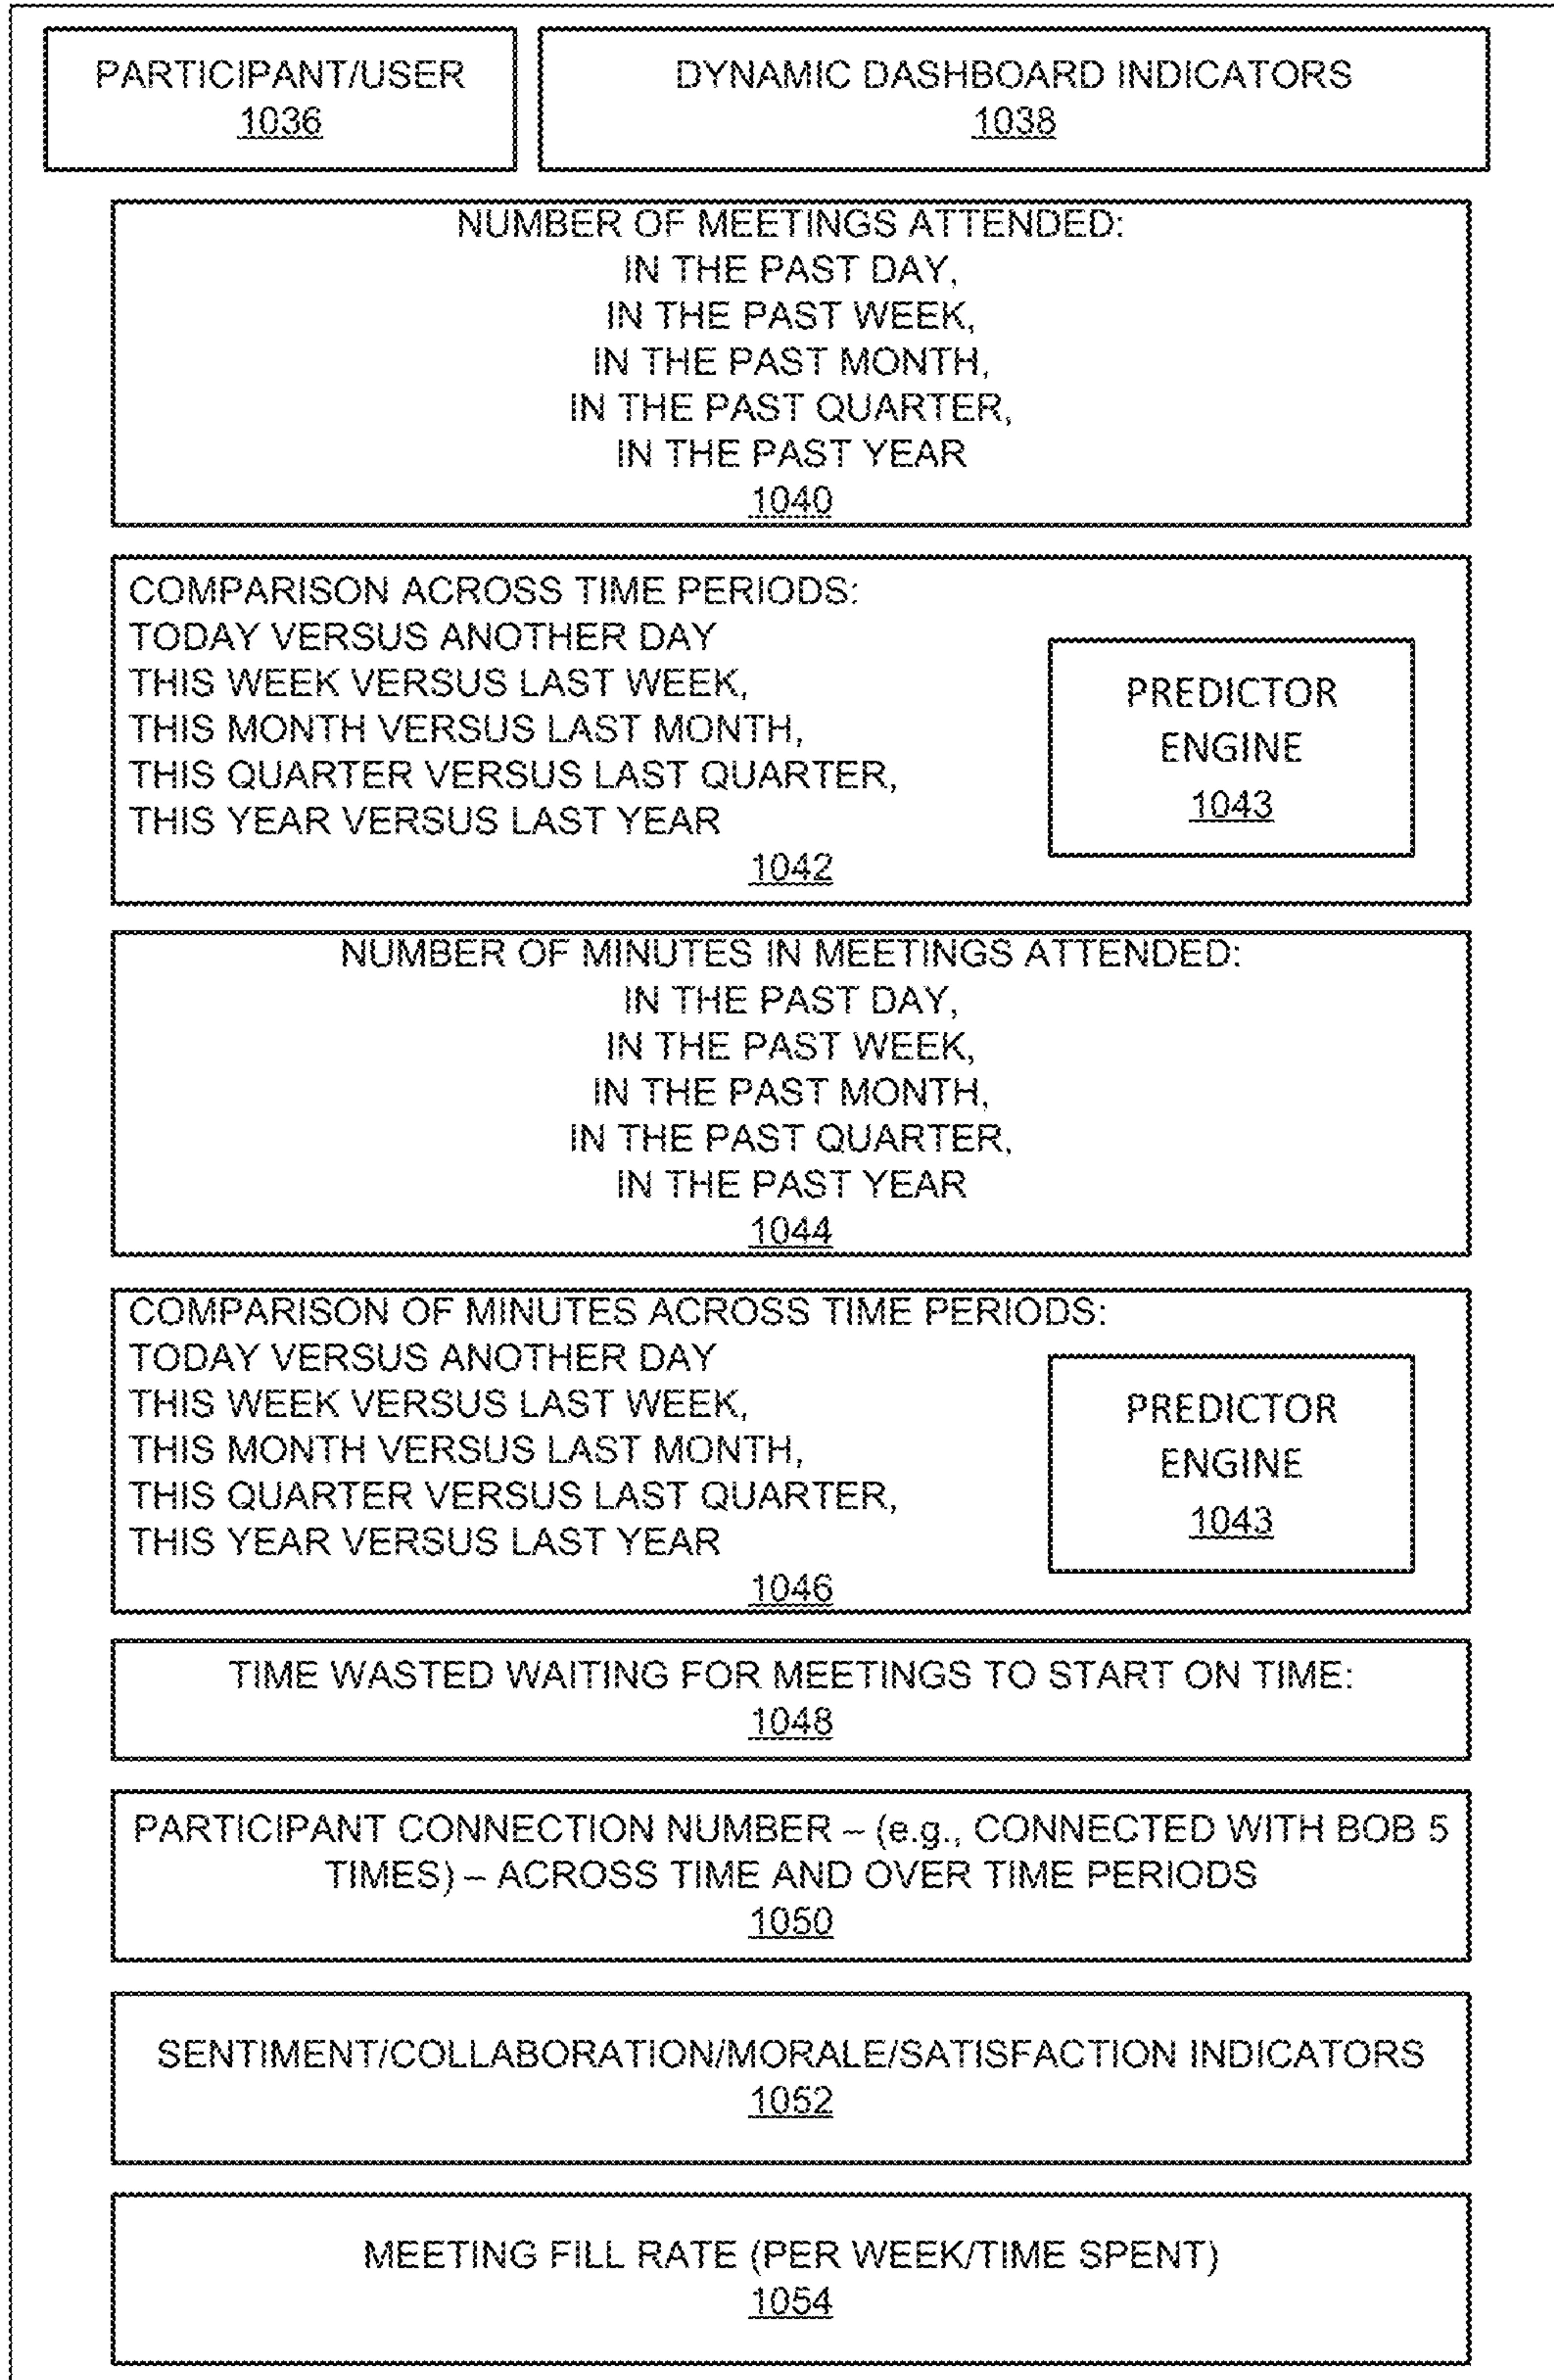 PARTICIPANT/USER
1036
DYNAMIC DASHBOARD INDICATORS
1038
NUMBER OF MEETINGS ATTENDED:
IN THE PAST DAY,
IN THE PAST WEEK,
IN THE PAST MONTH,
IN THE PAST QUARTER,
IN THE PAST YEAR
1040
COMPARISON ACROSS TIME PERIODS:
TODAY VERSUS ANOTHER DAY
THIS WEEK VERSUS LAST WEEK,
THIS MONTH VERSUS LAST MONTH,
THIS QUARTER VERSUS LAST QUARTER,
THIS YEAR VERSUS LAST YEAR
1042
PREDICTOR
ENGINE
1043
NUMBER OF MINUTES IN MEETINGS ATTENDED:
IN THE PAST DAY,
IN THE PAST WEEK,
IN THE PAST MONTH,
IN THE PAST QUARTER,
IN THE PAST YEAR
1044
COMPARISON OF MINUTES ACROSS TIME PERIODS:
TODAY VERSUS ANOTHER DAY
THIS WEEK VERSUS LAST WEEK,
THIS MONTH VERSUS LAST MONTH,
THIS QUARTER VERSUS LAST QUARTER,
THIS YEAR VERSUS LAST YEAR
1046
PREDICTOR
ENGINE
1043
TIME WASTED WAITING FOR MEETINGS TO START ON TIME:
1048
PARTICIPANT CONNECTION NUMBER – (e.g., CONNECTED WITH BOB 5
TIMES) – ACROSS TIME AND OVER TIME PERIODS
1050
SENTIMENT/COLLABORATION/MORALE/SATISFACTION INDICATORS
1052
MEETING FILL RATE (PER WEEK/TIME SPENT)
1054